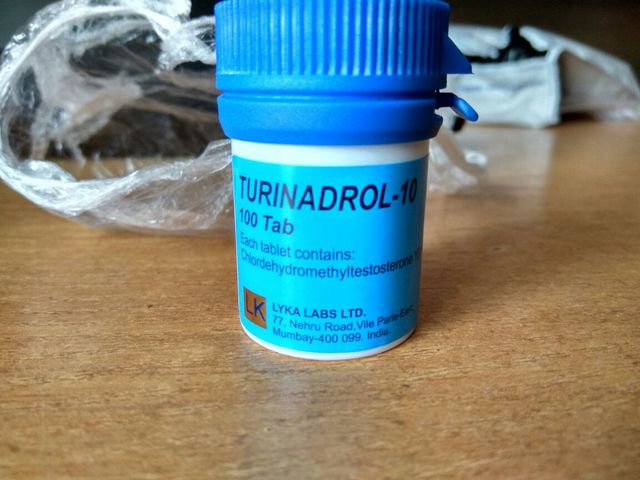 TURINADROL-10
100 Tab
Each tablet contains:
Chlordehydromethyltestosterone
LK
LYKA LABS LTD.
77, Nehru Road, Vile Parle-East,
Mumbay-400 099. India.